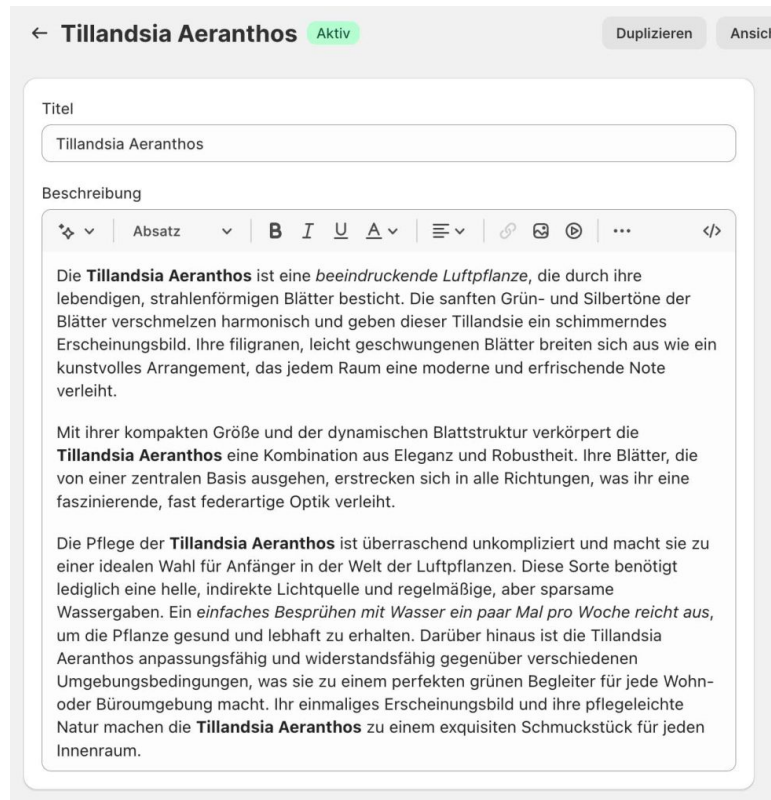 Tillandsia Aeranthos Aktiv Duplizieren
Titel
Tillandsia Aeranthos
Beschreibung
Absatz B I U A </>
Die Tillandsia Aeranthos ist eine beeindruckende Luftpflanze, die durch ihre
lebendigen, strahlenförmigen Blätter besticht. Die sanften Grün- und Silbertöne der
Blätter verschmelzen harmonisch und geben dieser Tillandsie ein schimmerndes
Erscheinungsbild. Ihre filigranen, leicht geschwungenen Blätter breiten sich aus wie ein
kunstvolles Arrangement, das jedem Raum eine moderne und erfrischende Note
verleiht.
Mit ihrer kompakten Größe und der dynamischen Blattstruktur verkörpert die
Tillandsia Aeranthos eine Kombination aus Eleganz und Robustheit. Ihre Blätter, die
von einer zentralen Basis ausgehen, erstrecken sich in alle Richtungen, was ihr eine
faszinierende, fast federartige Optik verleiht.
Die Pflege der Tillandsia Aeranthos ist überraschend unkompliziert und macht sie zu
einer idealen Wahl für Anfänger in der Welt der Luftpflanzen. Diese Sorte benötigt
lediglich eine helle, indirekte Lichtquelle und regelmäßige, aber sparsame
Wassergaben. Ein einfaches Besprühen mit Wasser ein paar Mal pro Woche reicht aus,
um die Pflanze gesund und lebhaft zu erhalten. Darüber hinaus ist die Tillandsia
Aeranthos anpassungsfähig und widerstandsfähig gegenüber verschiedenen
Umgebungsbedingungen, was sie zu einem perfekten grünen Begleiter für jede Wohn-
oder Büroumgebung macht. Ihr einmaliges Erscheinungsbild und ihre pflegeleichte
Natur machen die Tillandsia Aeranthos zu einem exquisiten Schmuckstück für jeden
Innenraum.